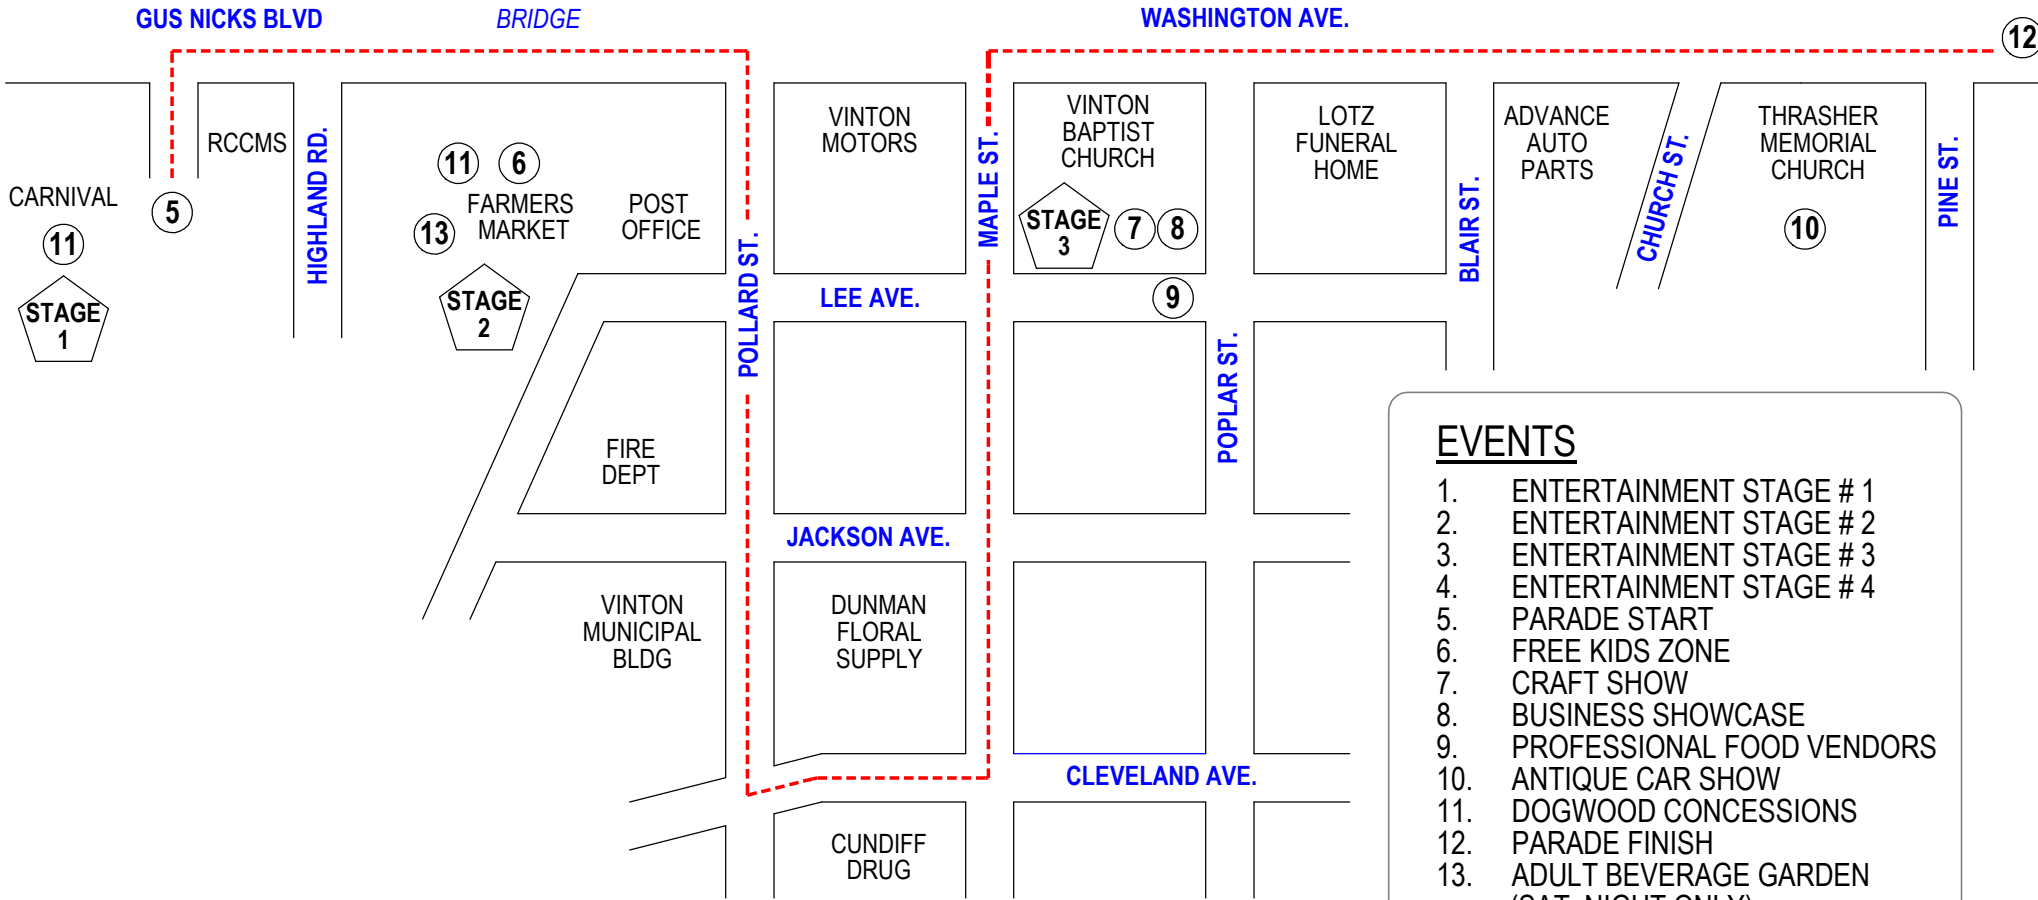 GUS NICKS BLVD
BRIDGE
WASHINGTON AVE.
12
RCCMS
HIGHLAND RD.
CARNIVAL
11
5
STAGE
1
11
6
13
FARMERS
MARKET
STAGE
2
POST
OFFICE
POLLARD ST.
VINTON
MOTORS
LEE AVE.
MAPLE ST.
VINTON
BAPTIST
CHURCH
STAGE
3
7
8
9
POPLAR ST.
LOTZ
FUNERAL
HOME
BLAIR ST.
ADVANCE
AUTO
PARTS
CHURCH ST.
THRASHER
MEMORIAL
CHURCH
10
PINE ST.
FIRE
DEPT
JACKSON AVE.
VINTON
MUNICIPAL
BLDG
DUNMAN
FLORAL
SUPPLY
CLEVELAND AVE.
CUNDIFF
DRUG
EVENTS
1. ENTERTAINMENT STAGE # 1
2. ENTERTAINMENT STAGE # 2
3. ENTERTAINMENT STAGE # 3
4. ENTERTAINMENT STAGE # 4
5. PARADE START
6. FREE KIDS ZONE
7. CRAFT SHOW
8. BUSINESS SHOWCASE
9. PROFESSIONAL FOOD VENDORS
10. ANTIQUE CAR SHOW
11. DOGWOOD CONCESSIONS
12. PARADE FINISH
13. ADULT BEVERAGE GARDEN
(SAT. NIGHT ONLY)